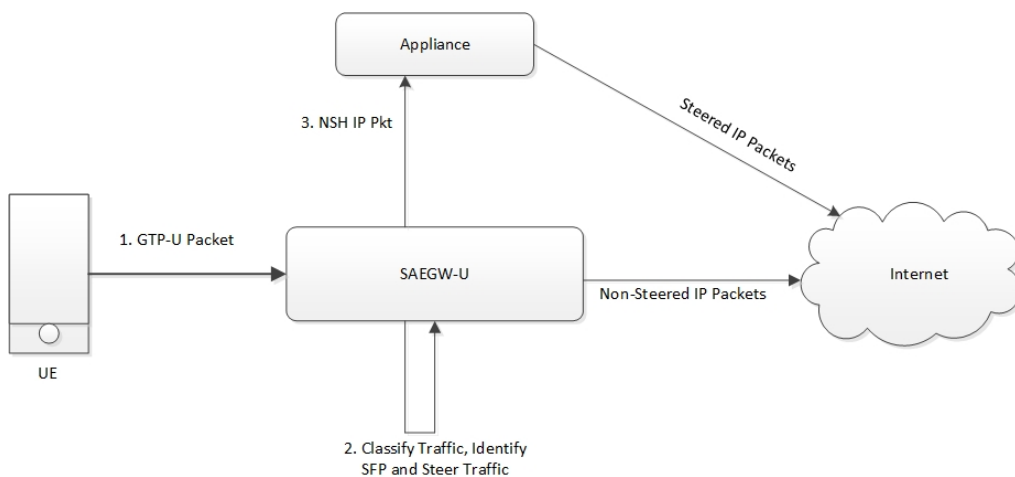 Appliance
3. NSH IP Pkt
Steered IP Packets
1. GTP-U Packet
SAEGW-U
Internet
Non-Steered IP Packets
UE
2. Classify Traffic, Identify
SFP and Steer Traffic